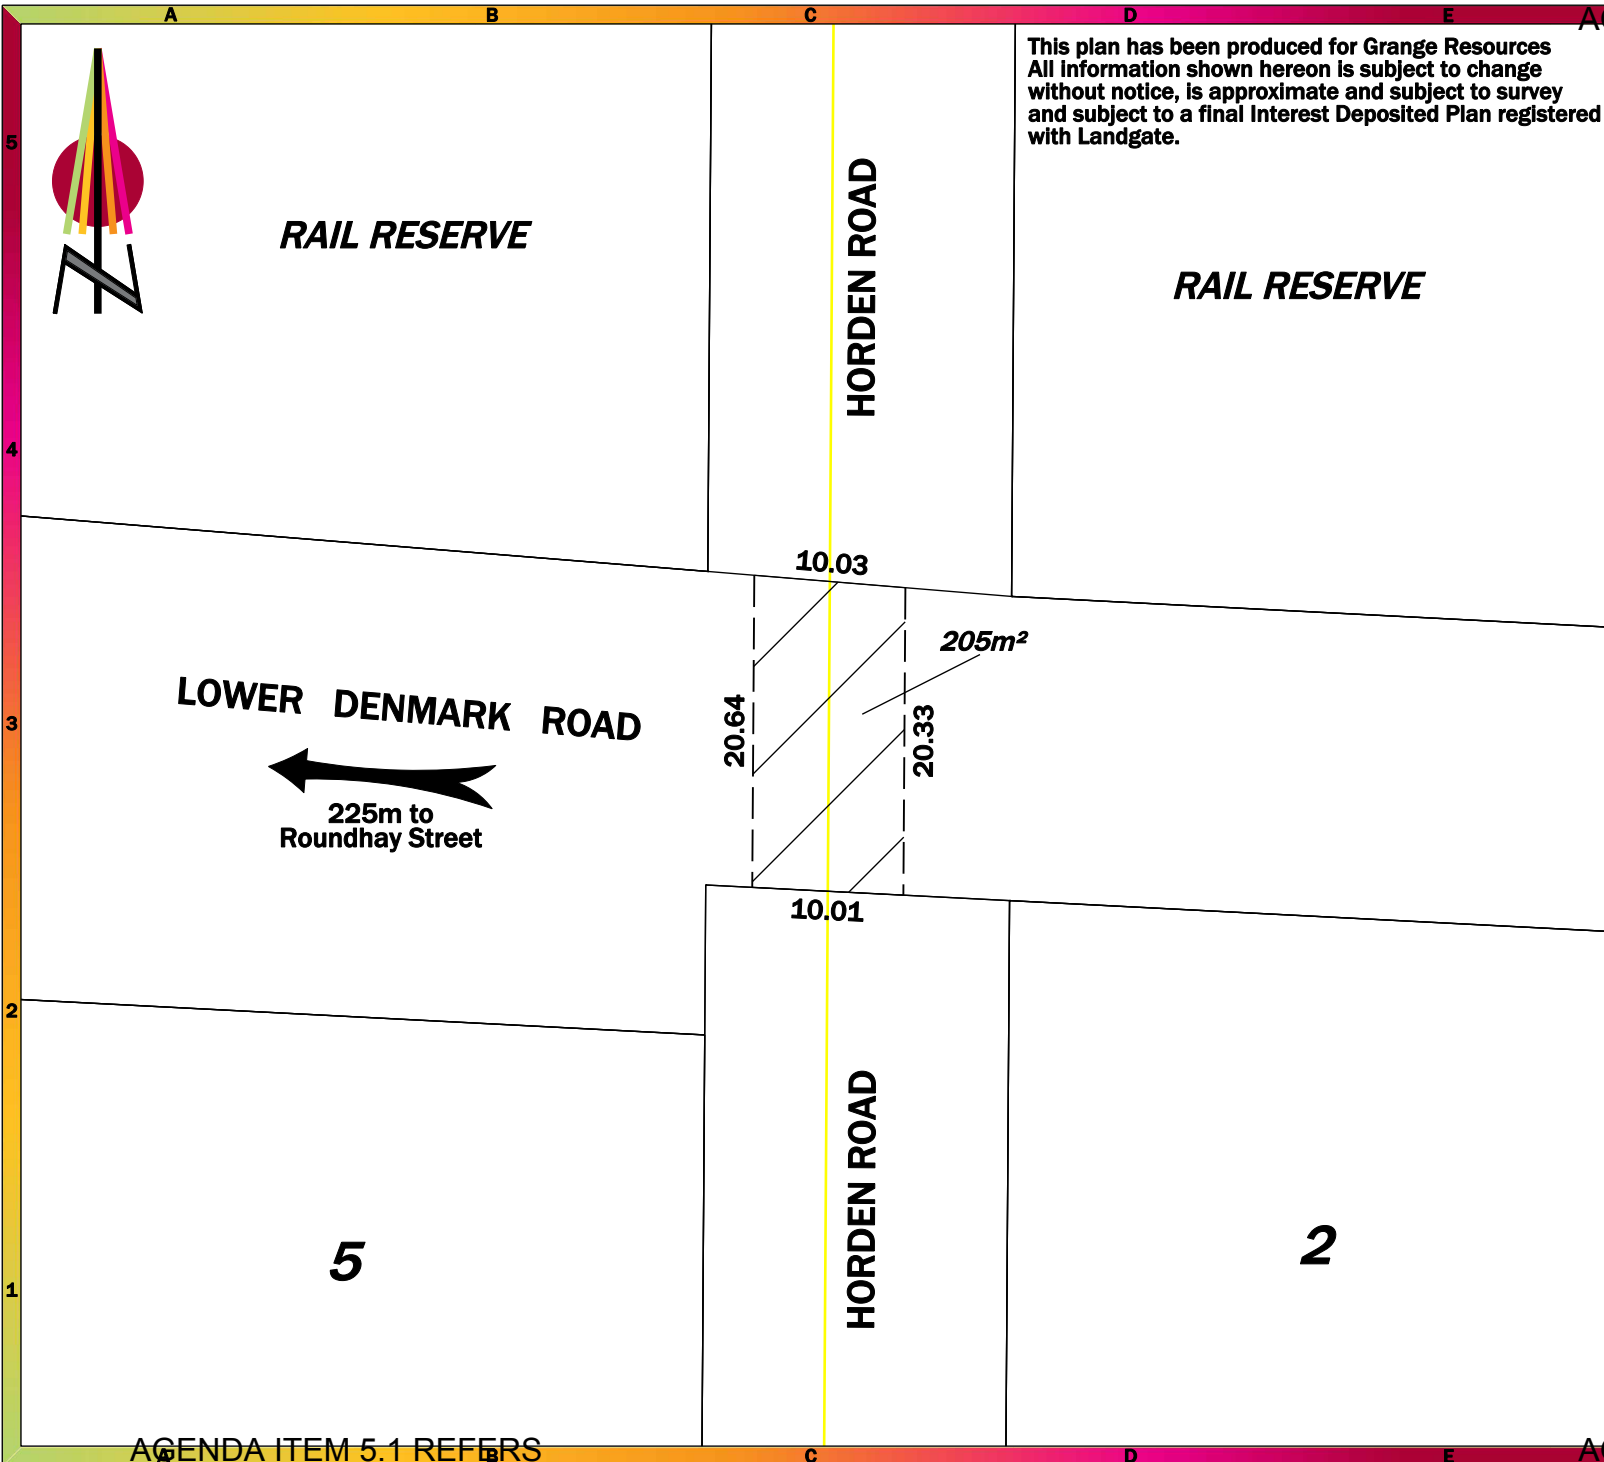 A B C D E
AG
This plan has been produced for Grange Resources
All information shown hereon is subject to change
without notice, is approximate and subject to survey
and subject to a final Interest Deposited Plan registered
with Landgate.
5
RAIL RESERVE
HORDEN ROAD
RAIL RESERVE
4
10.03
205m²
LOWER DENMARK ROAD
20.64
20.33
3
225m to
Roundhay Street
10.01
2
HORDEN ROAD
5
2
1
AGENDA ITEM 5.1 REFERS
A B C D E
AG